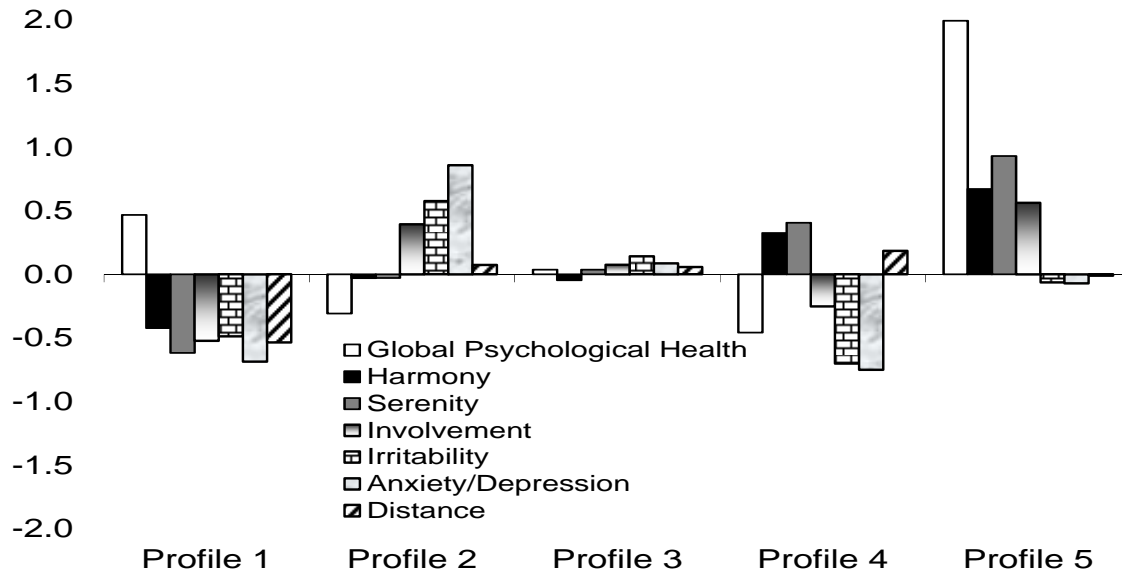 2.0
1.5
1.0
0.5
0.0
-0.5
-1.0
-1.5
-2.0
Global Psychological Health
Harmony
Serenity
Involvement
Irritability
Anxiety/Depression
Distance
Profile 1 Profile 2 Profile 3 Profile 4 Profile 5